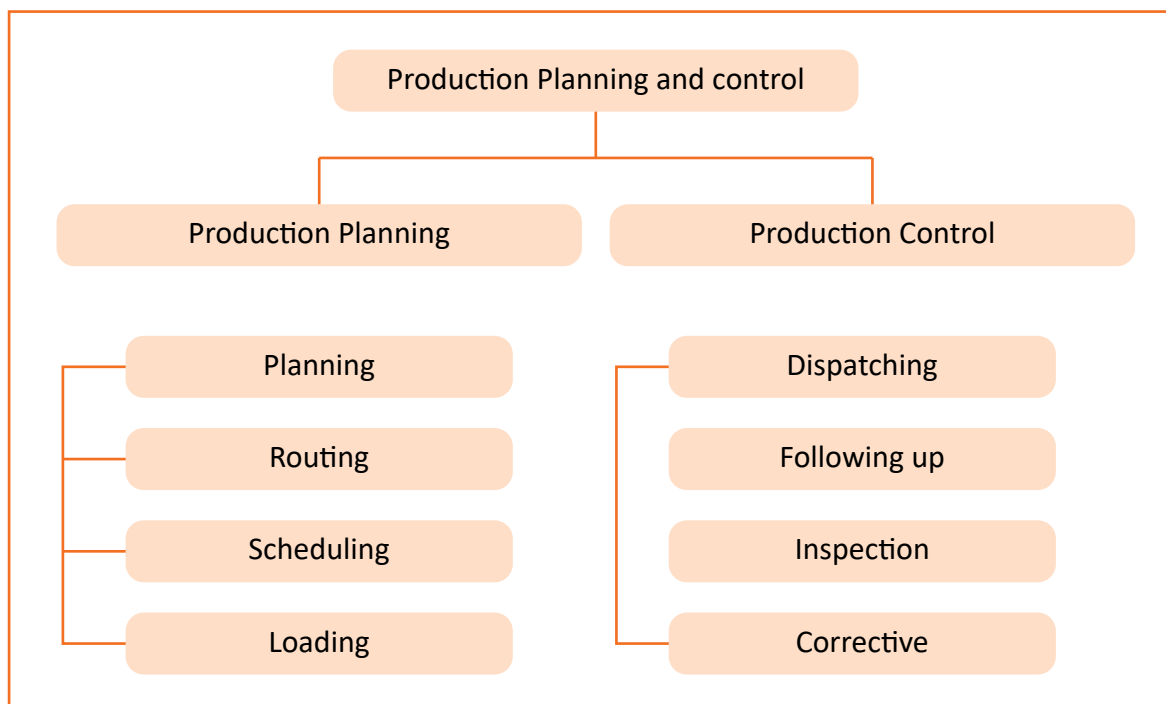 Production Planning and control
Production Planning
Production Control
Planning
Routing
Scheduling
Loading
Dispatching
Following up
Inspection
Corrective